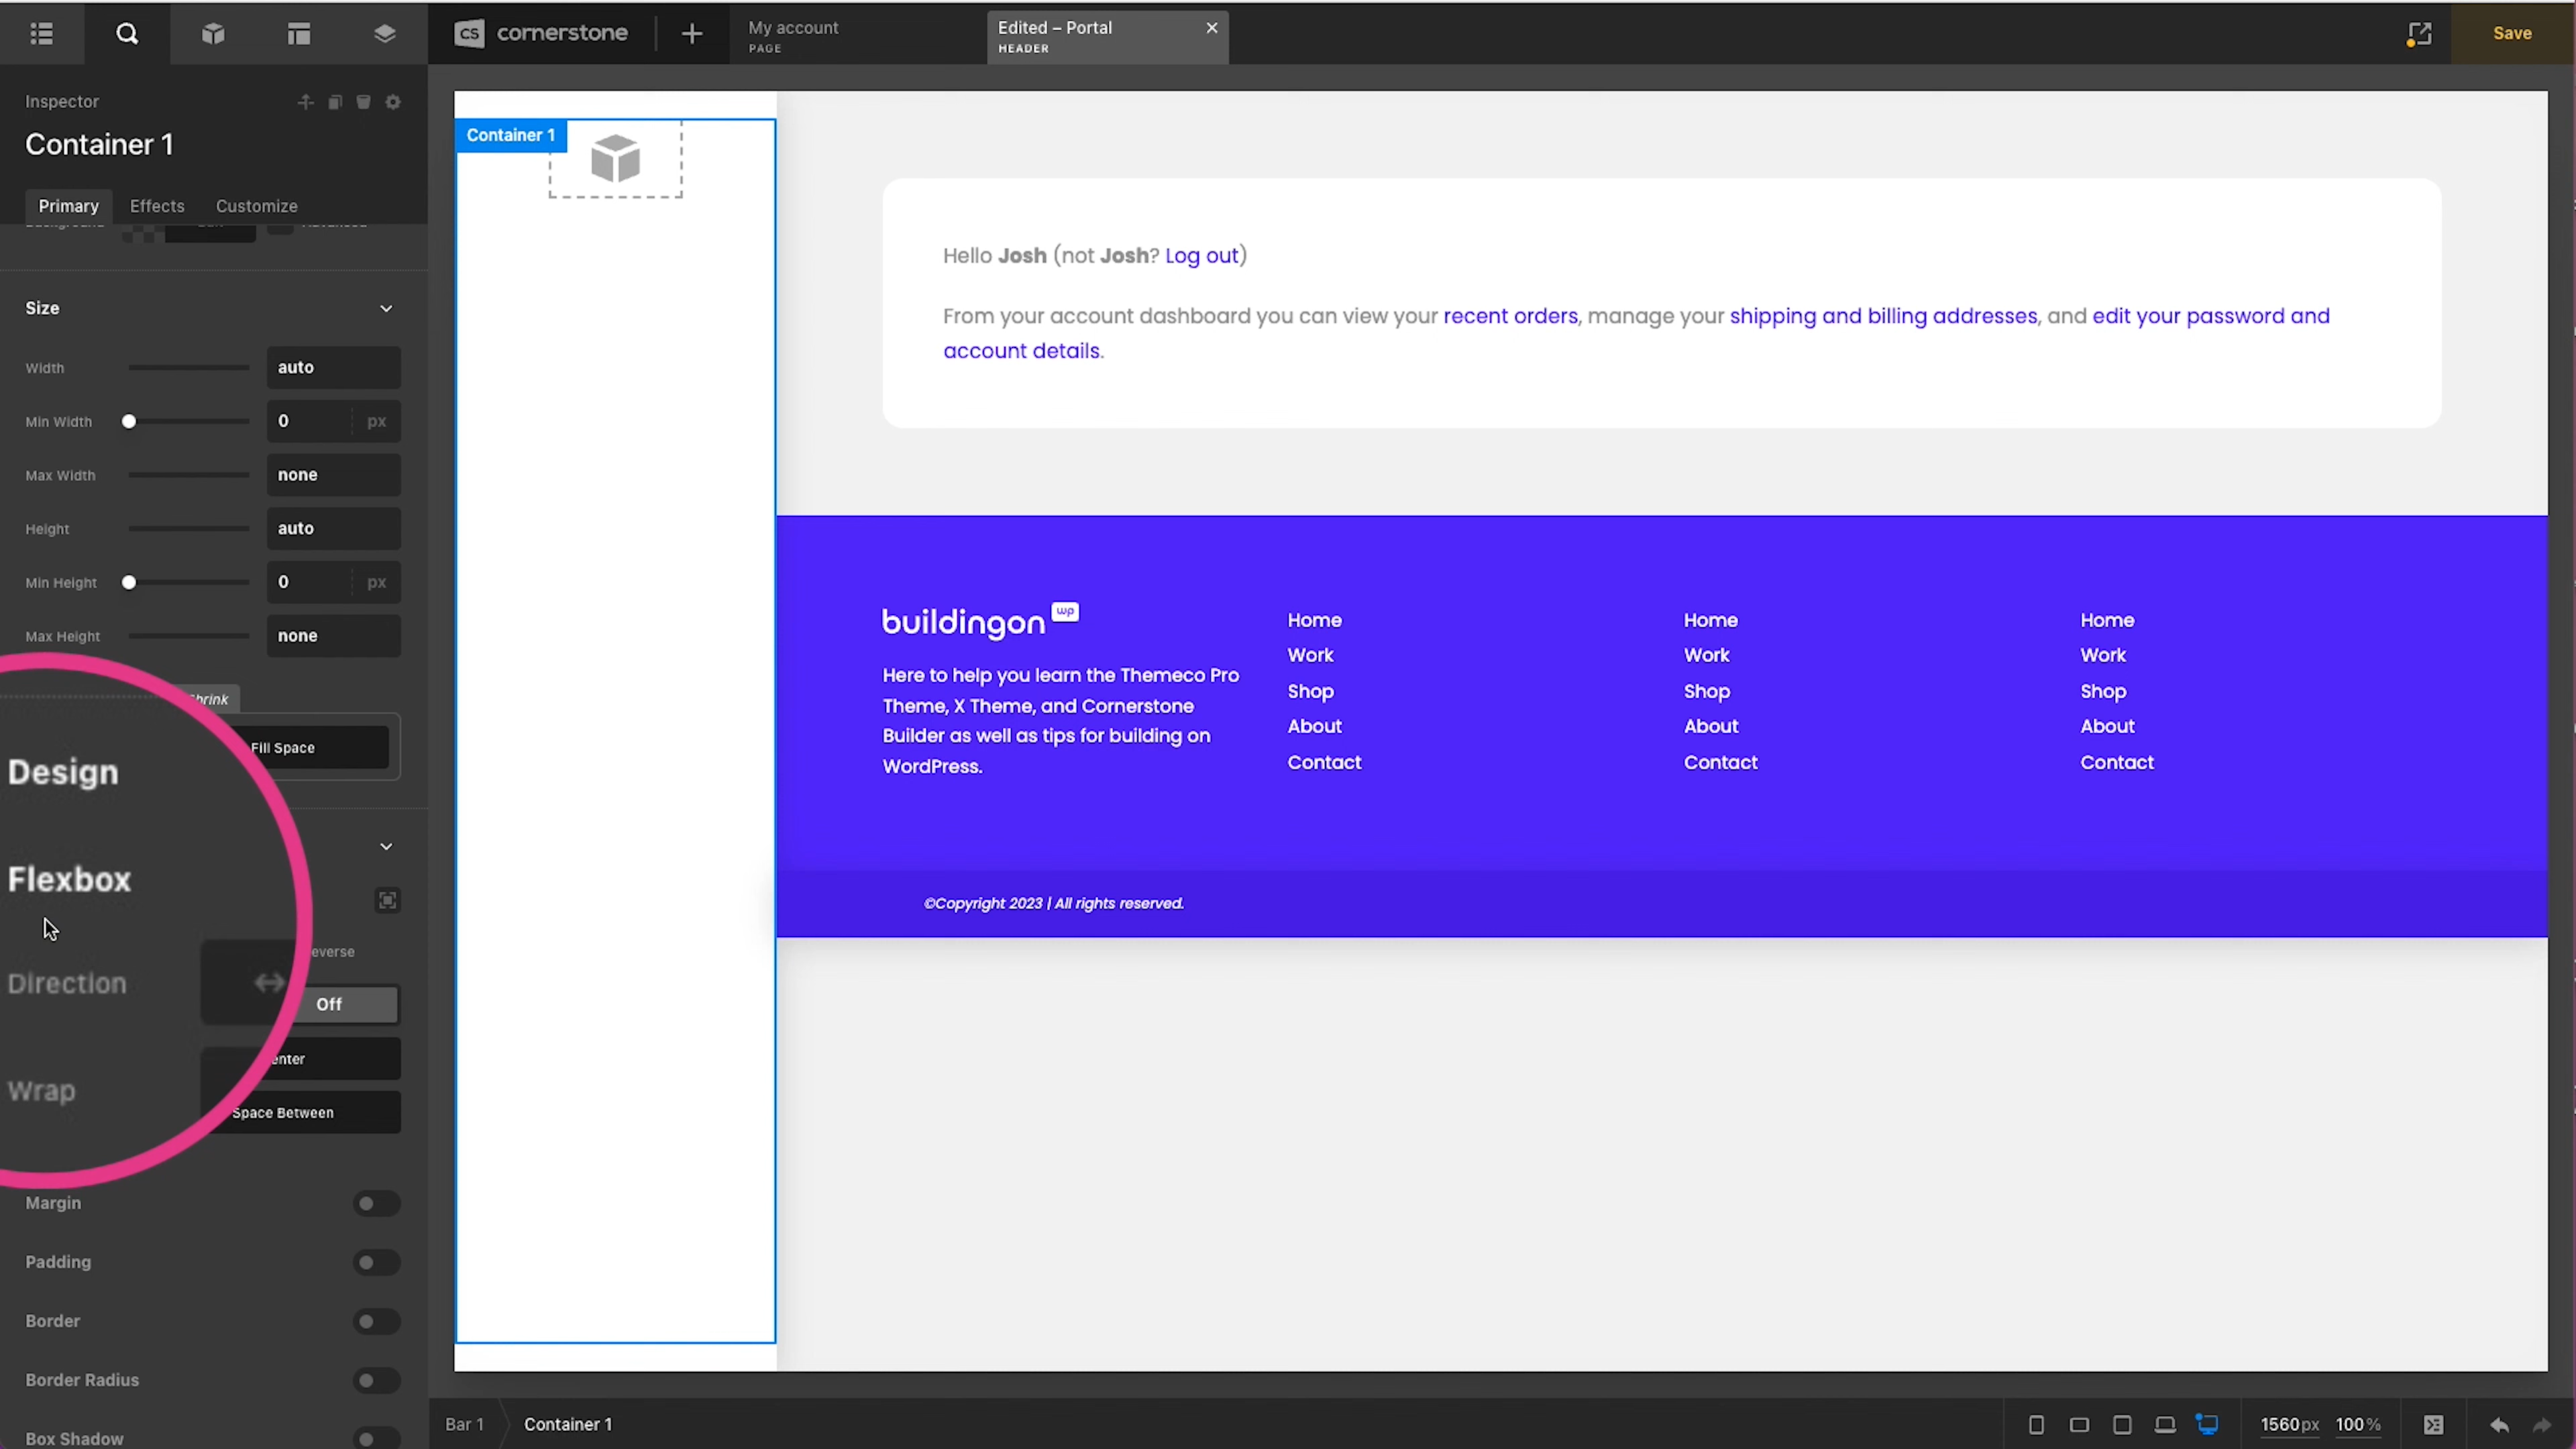 CS cornerstone
My account
PAGE
Edited – Portal
HEADER
Save
Inspector
Container 1
Primary
Effects
Customize
Size
Width
auto
Min Width
0
px
Max Width
none
Height
auto
Min Height
0
px
Max Height
none
Fill Space
Design
Flexbox
Direction
Off
Wrap
Space Between
Margin
Padding
Border
Border Radius
Box Shadow
Container 1
Hello Josh (not Josh? Log out)
From your account dashboard you can view your recent orders, manage your shipping and billing addresses, and edit your password and
account details.
buildingon wp
Here to help you learn the Themeco Pro
Theme, X Theme, and Cornerstone
Builder as well as tips for building on
WordPress.
Home
Work
Shop
About
Contact
Home
Work
Shop
About
Contact
Home
Work
Shop
About
Contact
©Copyright 2023 | All rights reserved.
Bar 1
Container 1
1560px
100%